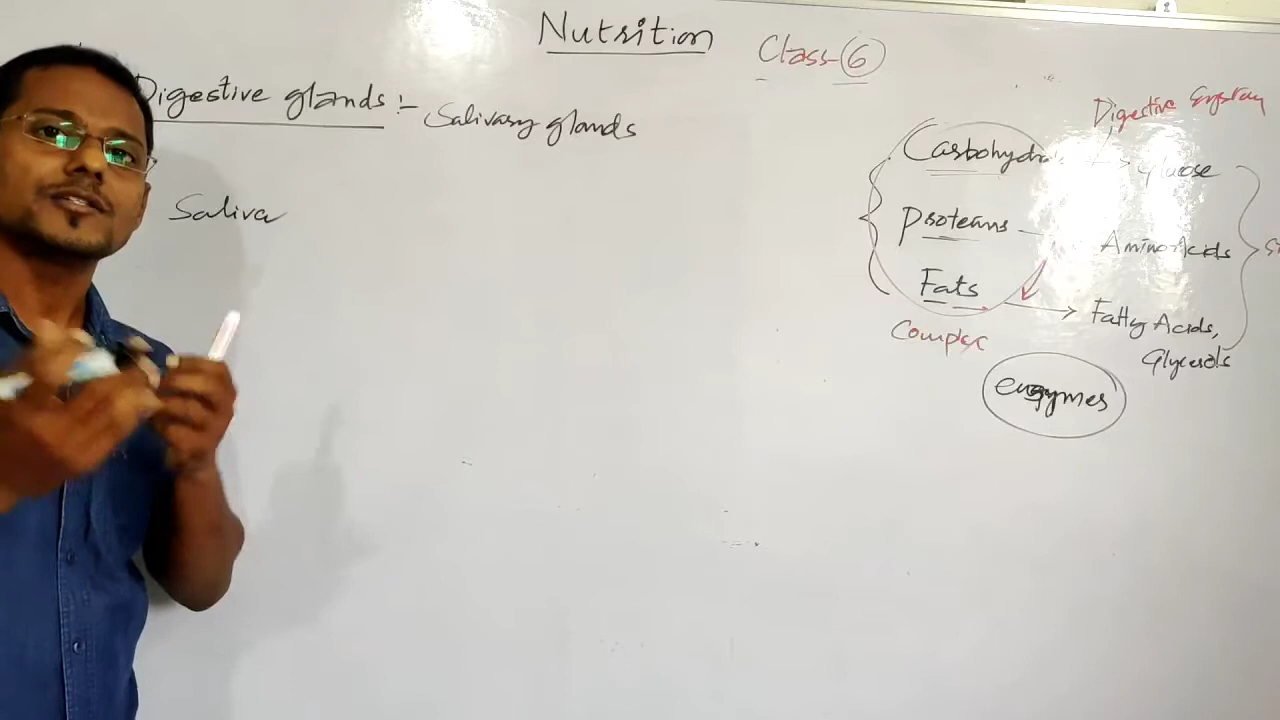 Nutrition
Class-6
Digestive glands :- Salivary glands
Saliva
Digestive System
Carbohydra Glucose
Proteins Amino Acids
Fats Fatty Acids,
Glycerols
Complex
enzymes